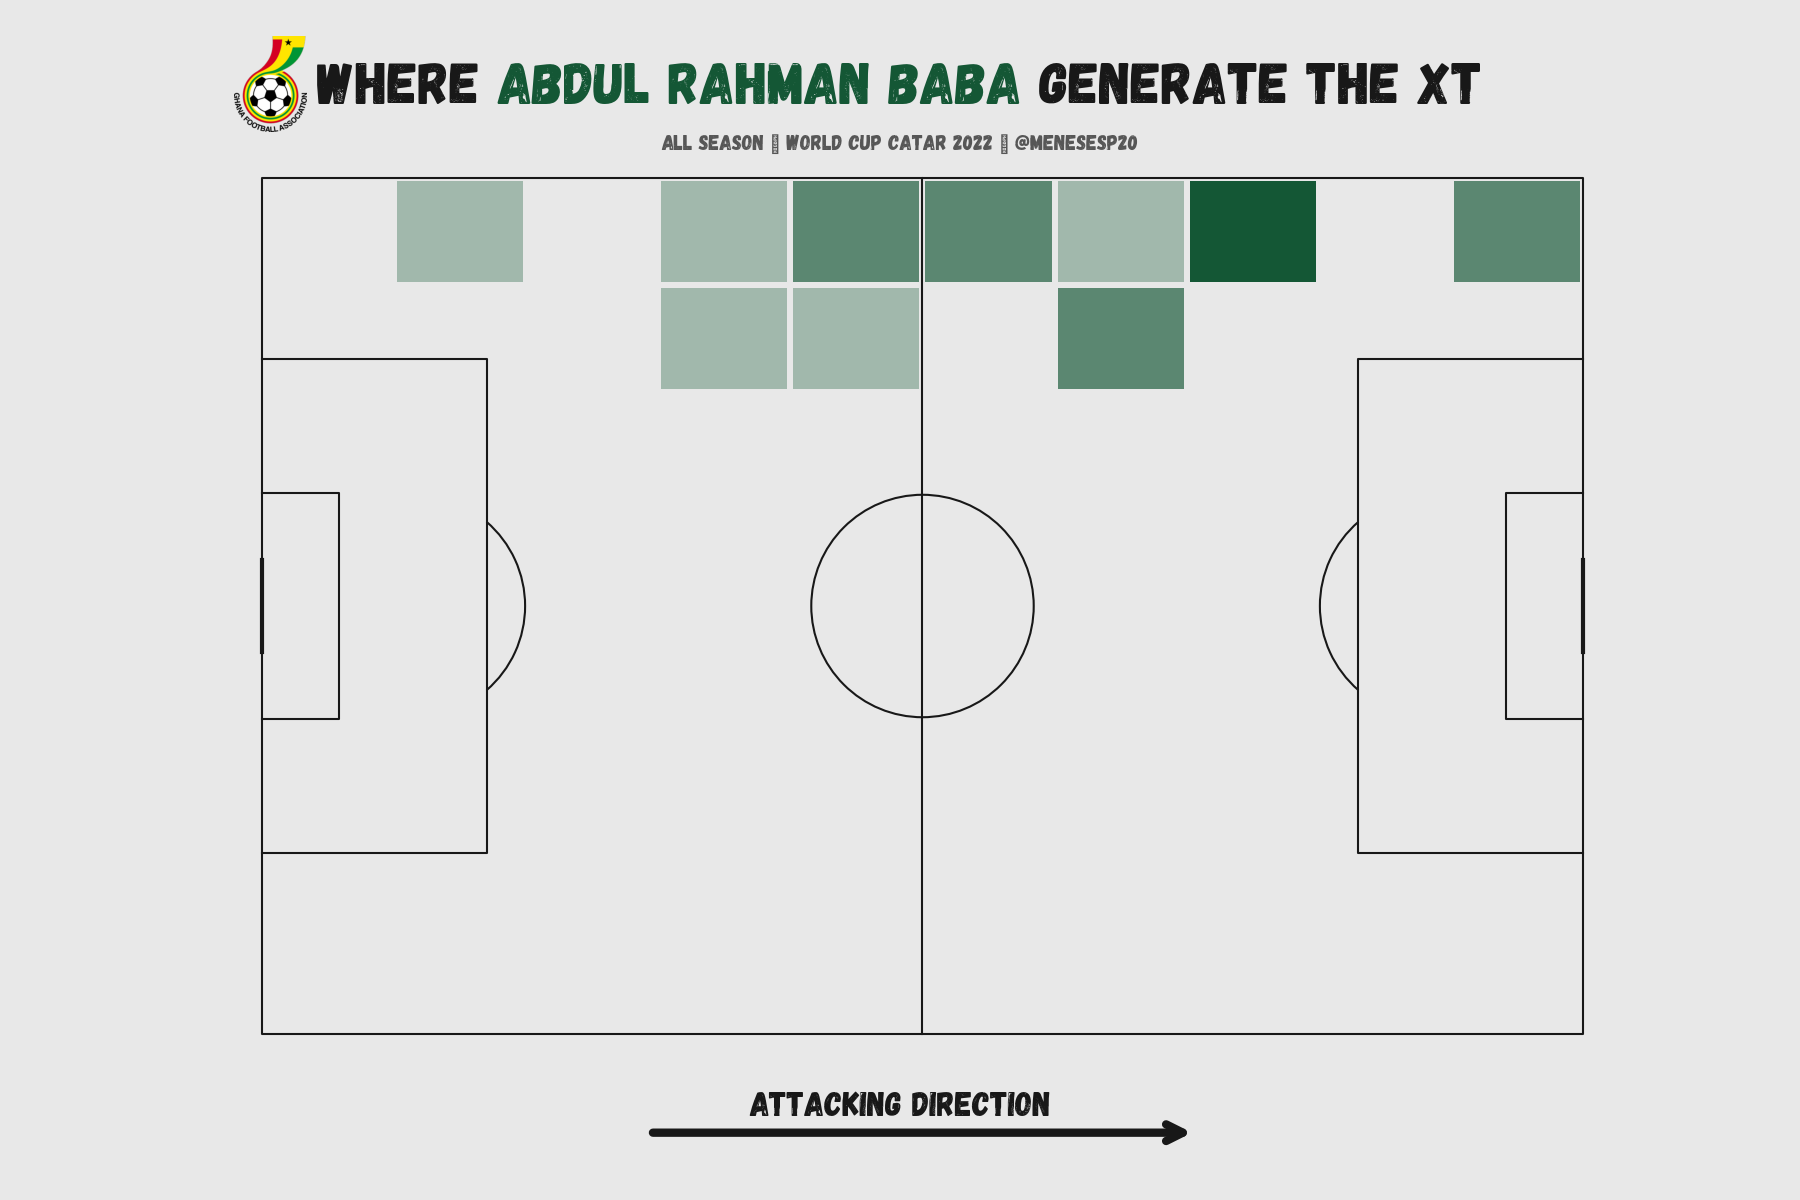 WHERE ABDUL RAHMAN BABA GENERATE THE XT
GHANA FOOTBALL ASSOCIATION
ALL SEASON ▯ WORLD CUP CATAR 2022 ▯ @MENESESP20
ATTACKING DIRECTION